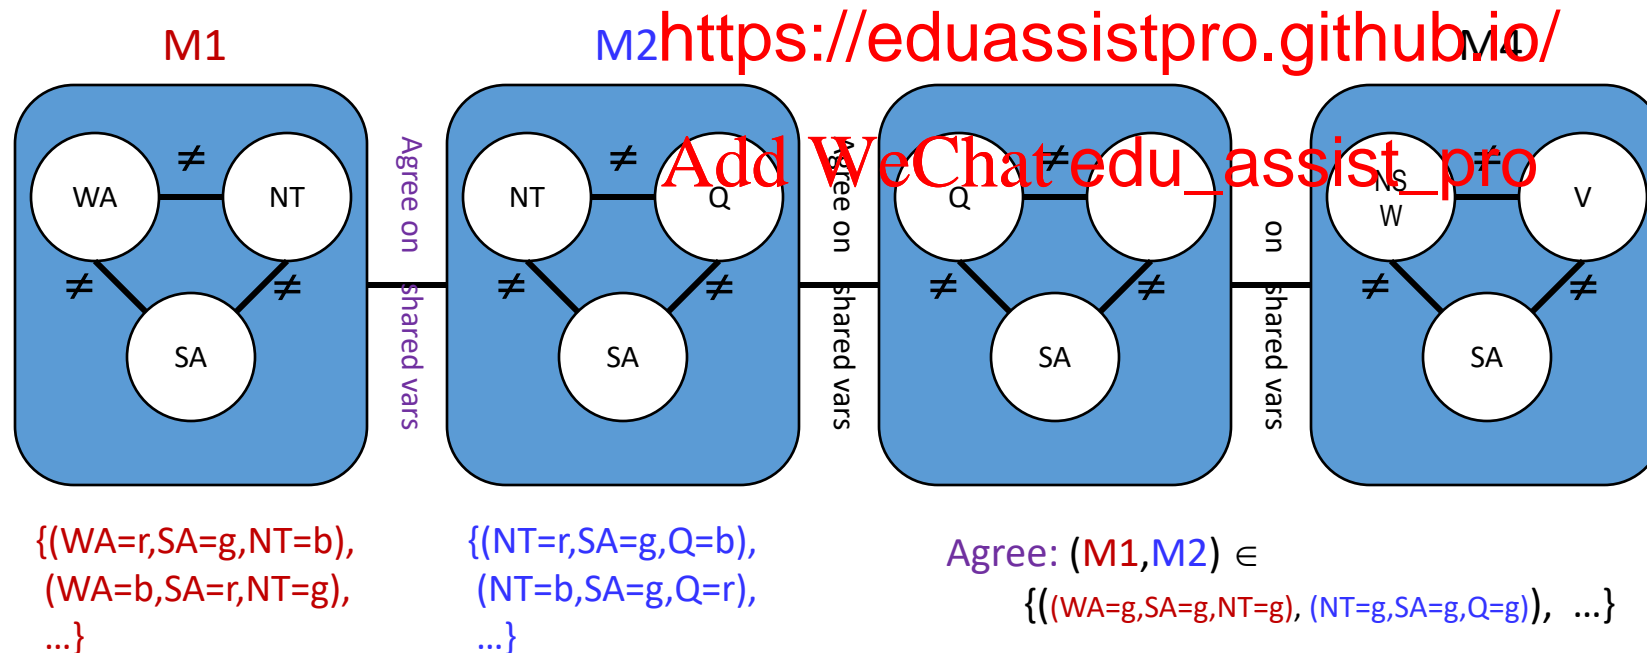 https://eduassistpro.github.io/
M1
M2
M4
Add WeChat edu_assist_pro
≠
≠
≠
≠
WA
NT
NT
Q
Q
NS
W
V
Agree on shared vars
Agree on shared vars
on shared vars
≠
≠
≠
≠
≠
≠
≠
≠
SA
SA
SA
SA
{(WA=r,SA=g,NT=b),
(WA=b,SA=r,NT=g),
...}
{(NT=r,SA=g,Q=b),
(NT=b,SA=g,Q=r),
...}
Agree: (M1,M2) ∈
{((WA=g,SA=g,NT=g), (NT=g,SA=g,Q=g)), ...}